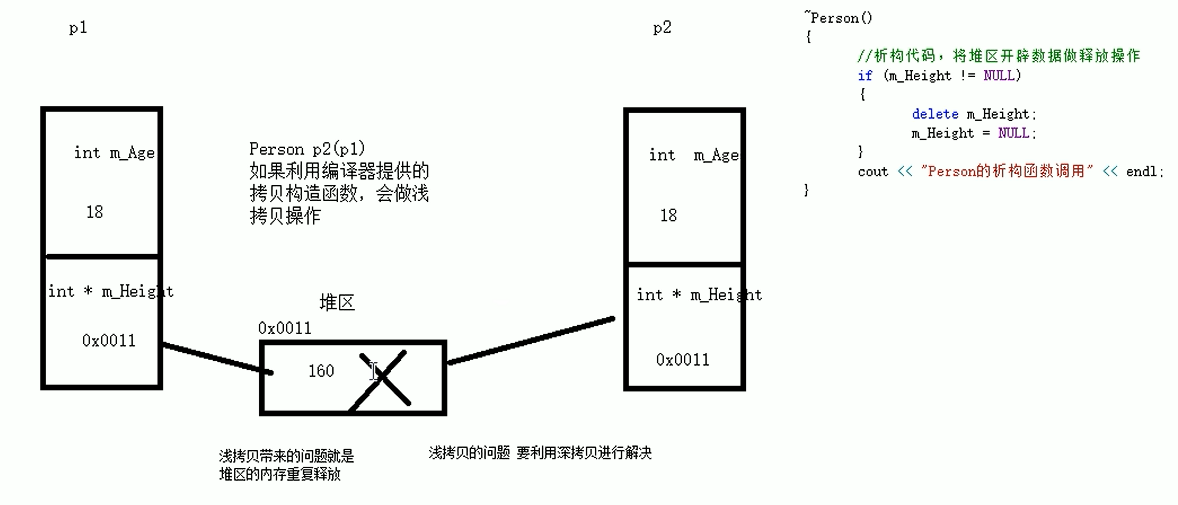 p1
p2
int m_Age
18
int * m_Height
0x0011
Person p2(p1)
如果利用编译器提供的
拷贝构造函数，会做浅
拷贝操作
堆区
0x0011
160
int  m_Age
18
int * m_Height
0x0011
浅拷贝带来的问题就是
堆区的内存重复释放
浅拷贝的问题 要利用深拷贝进行解决
~Person()
{
//析构代码，将堆区开辟数据做释放操作
if (m_Height != NULL)
{
delete m_Height;
m_Height = NULL;
}
cout << "Person的析构函数调用" << endl;
}